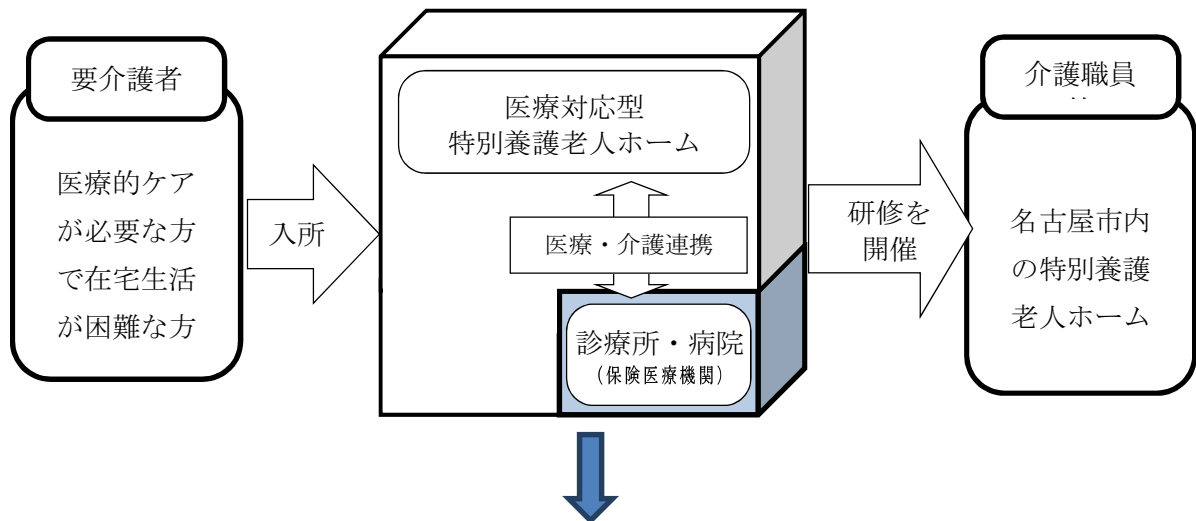 要介護者
医療的ケア
が必要な方
で在宅生活
が困難な方
入所
医療対応型
特別養護老人ホーム
医療・介護連携
診療所・病院
（保険医療機関）
研修を
開催
介護職員
名古屋市内
の特別養護
老人ホーム